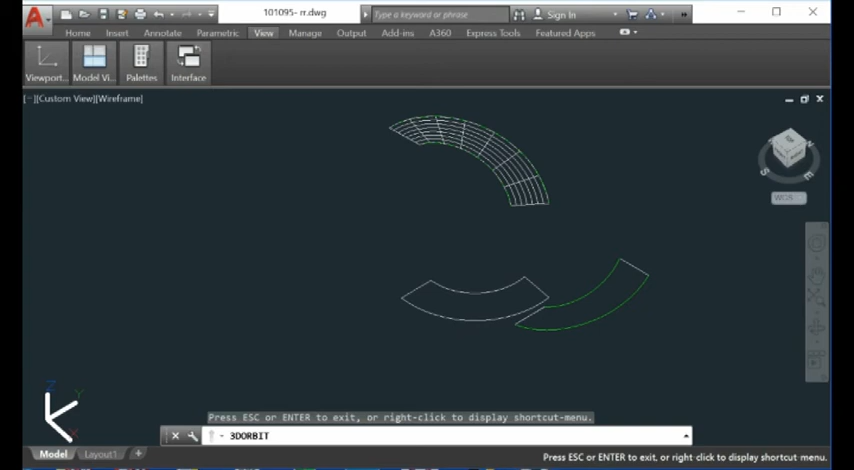 101095- rr.dwg
Type a keyword or phrase
Sign In
Home Insert Annotate Parametric View Manage Output Add-ins A360 Express Tools Featured Apps
Viewport... Model Vi... Palettes Interface
[−][Custom View][Wireframe]
N
S E
WCS
Z Y
X
Press ESC or ENTER to exit, or right-click to display shortcut-menu.
- 3DORBIT
Model Layout1 +
Press ESC or ENTER to exit, or right-click to display shortcut-menu.